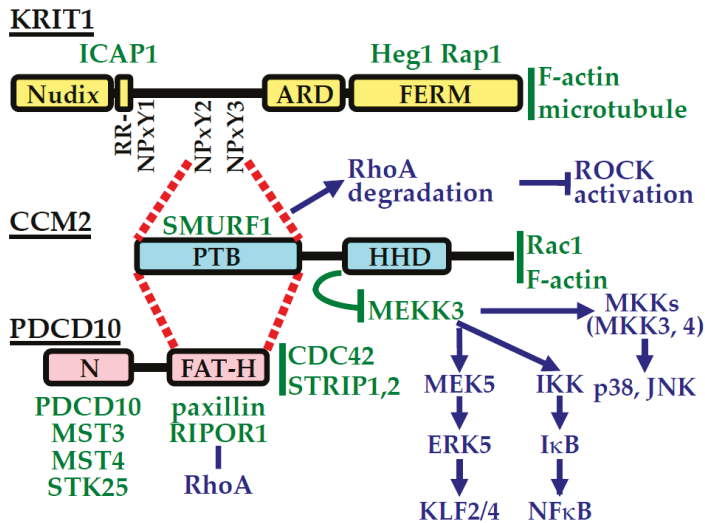 KRIT1
ICAP1
Heg1 Rap1
Nudix
ARD
FERM
F-actin
microtubule
RR-
NPxY1
NPxY2
NPxY3
RhoA
degradation
ROCK
activation
CCM2
SMURF1
PTB
HHD
Rac1
F-actin
MEKK3
MKKs
(MKK3, 4)
PDCD10
N
FAT-H
CDC42
STRIP1,2
MEK5
IKK
p38, JNK
PDCD10
MST3
MST4
STK25
paxillin
RIPOR1
RhoA
ERK5
IκB
KLF2/4
NFκB